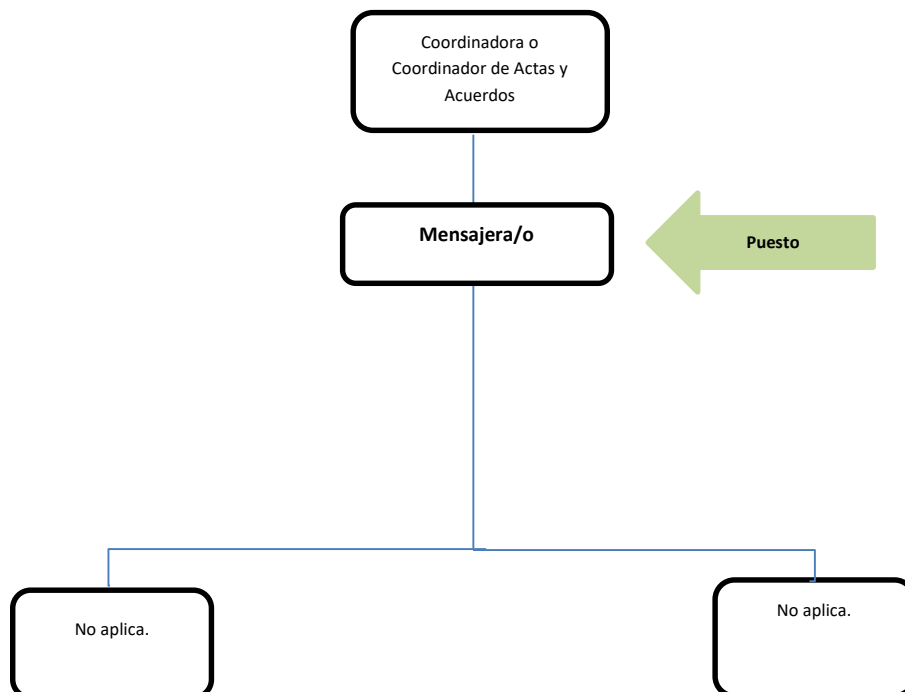 Coordinadora o
Coordinador de Actas y
Acuerdos
Mensajera/o
Puesto
No aplica.
No aplica.